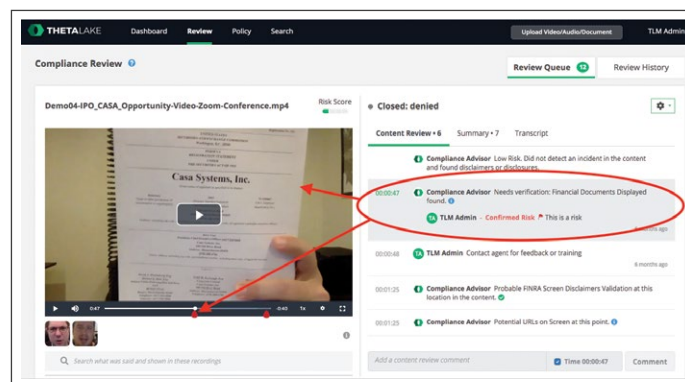 THETALAKE Dashboard Review Policy Search Upload Video/Audio/Document TLM Admin
Compliance Review
Review Queue 12 Review History
Demo04-IPO_CASA_Opportunity-Video-Zoom-Conference.mp4 Risk Score
Closed: denied
Content Review • 6 Summary • 7 Transcript
Compliance Advisor Low Risk. Did not detect an incident in the content
and found disclaimers or disclosures.
00:00:47 Compliance Advisor Needs verification: Financial Documents Displayed
found.
TA TLM Admin - Confirmed Risk This is a risk
months ago
00:00:48 TA TLM Admin Contact agent for feedback or training
6 months ago
00:01:25 Compliance Advisor Probable FINRA Screen Disclaimers Validation at this
location in the content.
00:01:25 Compliance Advisor Potential URLs on Screen at this point.
Casa Systems, Inc.
0:47 -0:40 1x
Search what was said and shown in these recordings
Add a content review comment Time 00:00:47 Comment